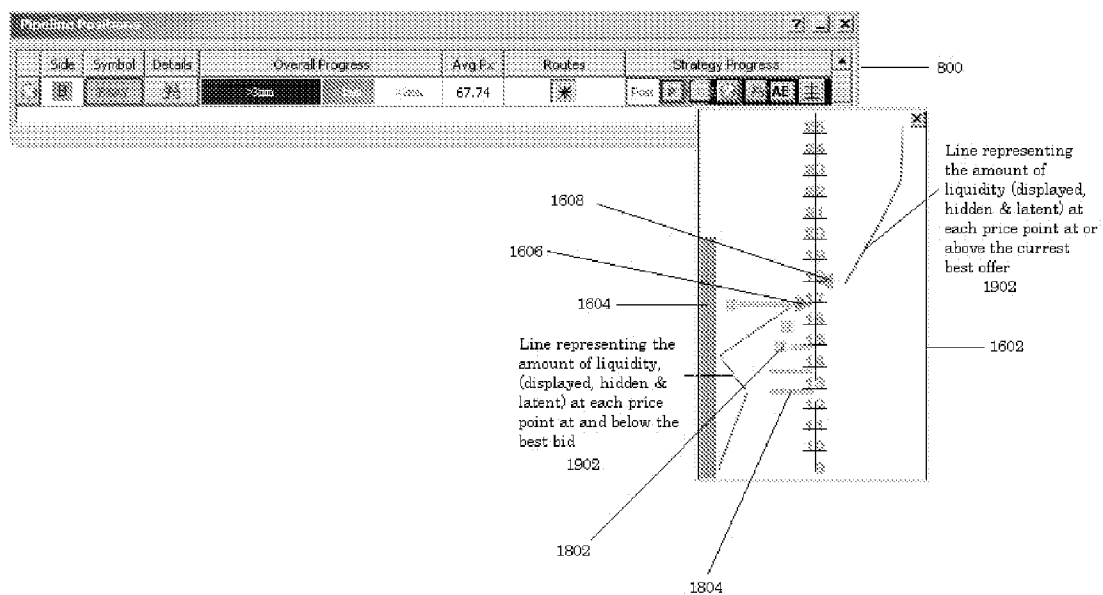 Pipeline Positions
? _ x
Side Symbol Details Overall Progress Avg Px Routes Strategy Progress
B 67.74 AE
800
x
Line representing
the amount of
liquidity (displayed,
hidden & latent) at
each price point at or
above the currest
best offer
1902
1608
1606
1604
1602
Line representing the
amount of liquidity,
(displayed, hidden &
latent) at each price
point at and below the
best bid
1902
1802
1804